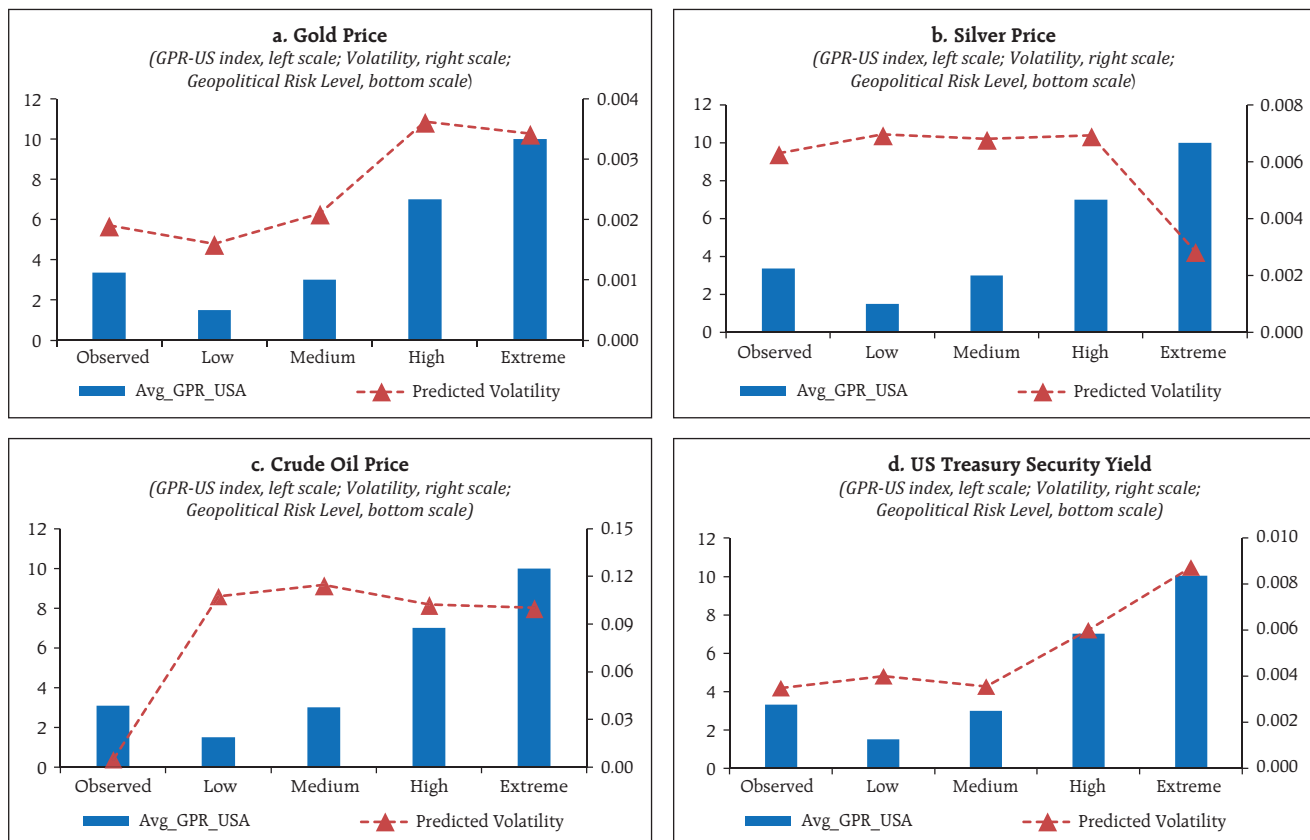 a. Gold Price
(GPR-US index, left scale; Volatility, right scale;
Geopolitical Risk Level, bottom scale)
12
10
8
6
4
2
0
0.004
0.003
0.002
0.001
0.000
Observed Low Medium High Extreme
Avg_GPR_USA Predicted Volatility
b. Silver Price
(GPR-US index, left scale; Volatility, right scale;
Geopolitical Risk Level, bottom scale)
12
10
8
6
4
2
0
0.008
0.006
0.004
0.002
0.000
Observed Low Medium High Extreme
Avg_GPR_USA Predicted Volatility
c. Crude Oil Price
(GPR-US index, left scale; Volatility, right scale;
Geopolitical Risk Level, bottom scale)
12
10
8
6
4
2
0
0.15
0.12
0.09
0.06
0.03
0.00
Observed Low Medium High Extreme
Avg_GPR_USA Predicted Volatility
d. US Treasury Security Yield
(GPR-US index, left scale; Volatility, right scale;
Geopolitical Risk Level, bottom scale)
12
10
8
6
4
2
0
0.010
0.008
0.006
0.004
0.002
0.000
Observed Low Medium High Extreme
Avg_GPR_USA Predicted Volatility